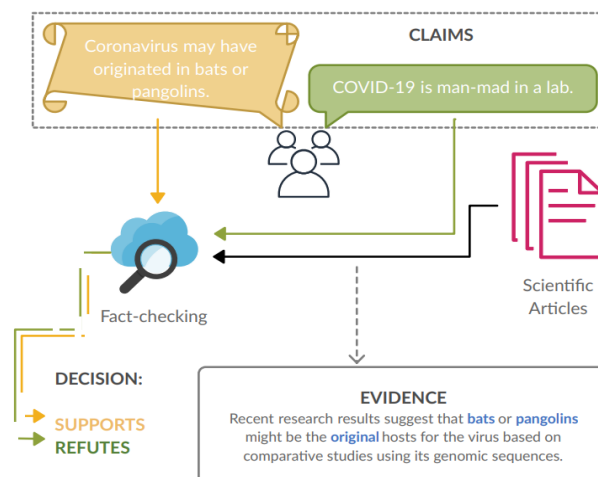 CLAIMS
Coronavirus may have
originated in bats or
pangolins.
COVID-19 is man-mad in a lab.
Scientific
Articles
Fact-checking
DECISION:
SUPPORTS
REFUTES
EVIDENCE
Recent research results suggest that bats or pangolins
might be the original hosts for the virus based on
comparative studies using its genomic sequences.